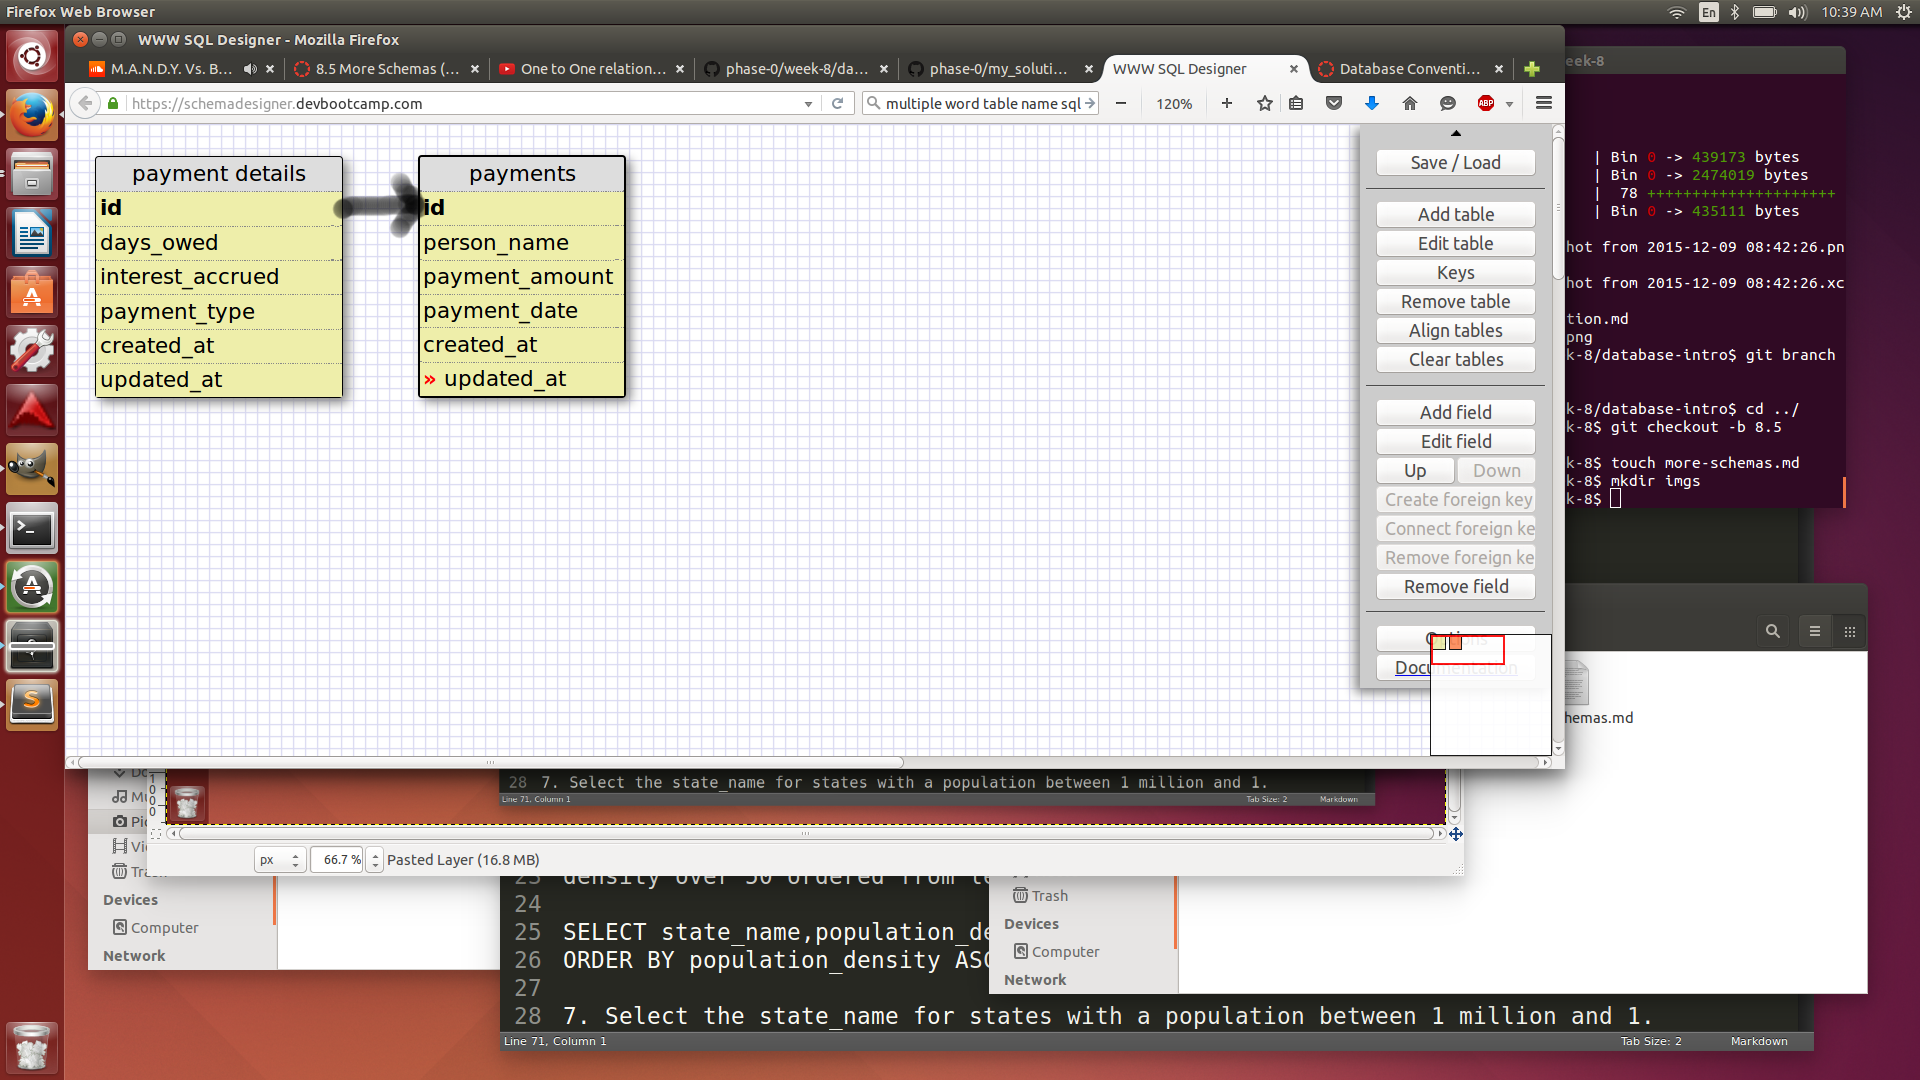 Firefox Web Browser
En
10:39 AM
WWW SQL Designer - Mozilla Firefox
M.A.N.D.Y. Vs. B...
8.5 More Schemas (...
One to One relation...
phase-0/week-8/da...
phase-0/my_soluti...
WWW SQL Designer
Database Conventi...
https://schemadesigner.devbootcamp.com
multiple word table name sql
120%
ABP
payment details
id
days_owed
interest_accrued
payment_type
created_at
updated_at
payments
id
person_name
payment_amount
payment_date
created_at
» updated_at
Save / Load
Add table
Edit table
Keys
Remove table
Align tables
Clear tables
Add field
Edit field
Up
Down
Create foreign key
Connect foreign ke
Remove foreign ke
Remove field
Options
Documentation
eek-8
| Bin 0 -> 439173 bytes
| Bin 0 -> 2474019 bytes
| 78 +++++++++++++++++++++
| Bin 0 -> 435111 bytes
hot from 2015-12-09 08:42:26.pn
hot from 2015-12-09 08:42:26.xc
tion.md
png
k-8/database-intro$ git branch
k-8/database-intro$ cd ../
k-8$ git checkout -b 8.5
k-8$ touch more-schemas.md
k-8$ mkdir imgs
k-8$
hemas.md
Do
Mu
Pic
Vi
Tra
Devices
Computer
Network
28 7. Select the state_name for states with a population between 1 million and 1.
Line 71, Column 1
Tab Size: 2
Markdown
px
66.7 %
Pasted Layer (16.8 MB)
23 density over 50 ordered from le
24
25 SELECT state_name,population_de
26 ORDER BY population_density ASC
27
28 7. Select the state_name for states with a population between 1 million and 1.
Line 71, Column 1
Tab Size: 2
Markdown
Trash
Devices
Computer
Network